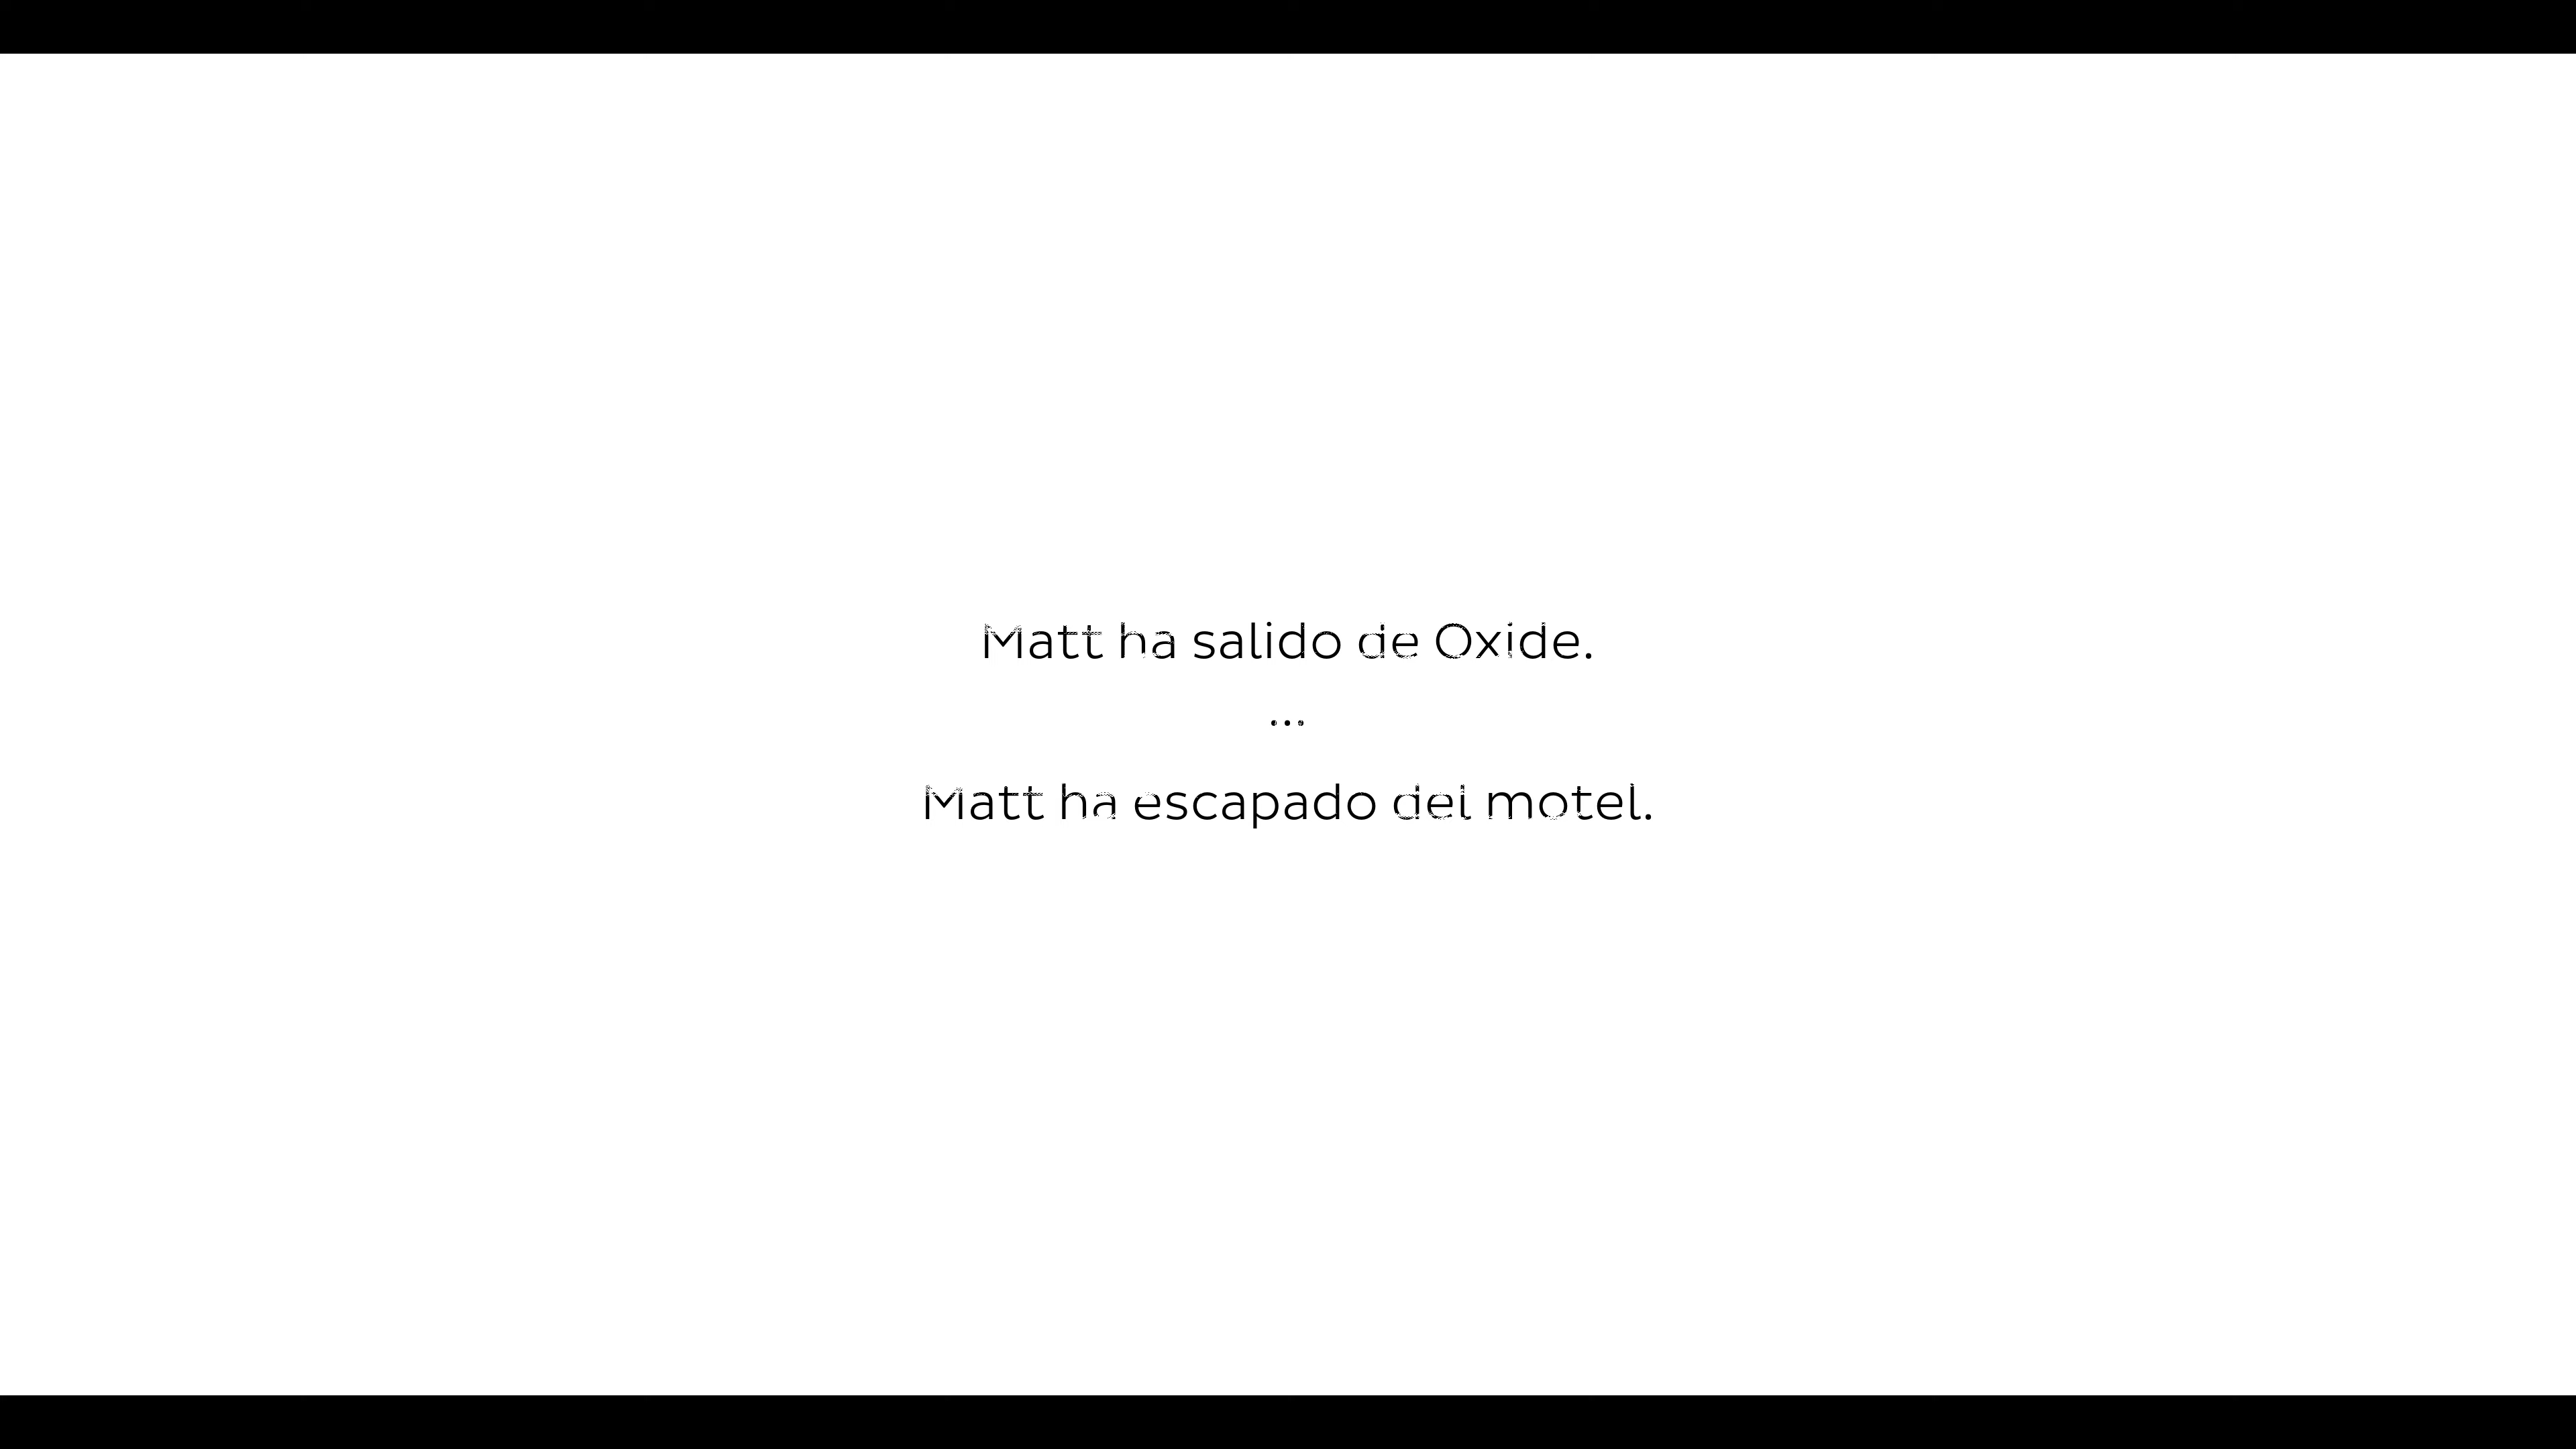 Matt ha salido de Oxide.
...
Matt ha escapado del motel.